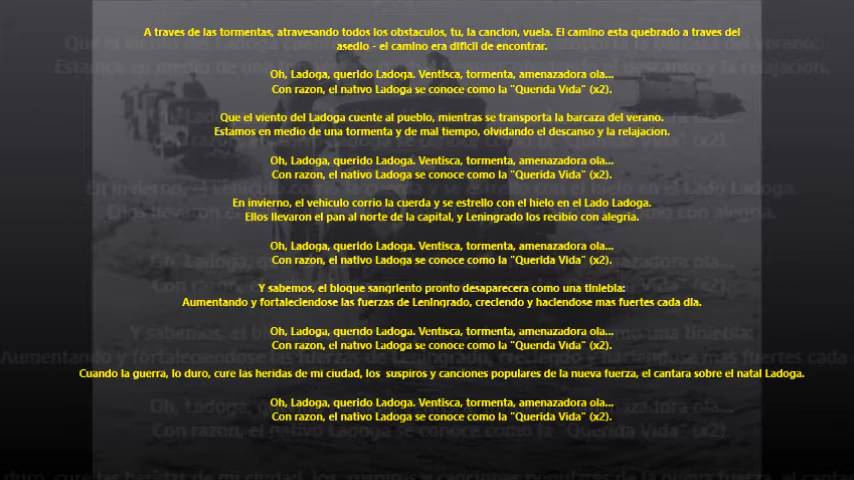 A traves de las tormentas, atravesando todos los obstaculos, tu, la cancion, vuela. El camino esta quebrado a traves del
asedio - el camino era dificil de encontrar.
Oh, Ladoga, querido Ladoga. Ventisca, tormenta, amenazadora ola...
Con razon, el nativo Ladoga se conoce como la "Querida Vida" (x2).
Que el viento del Ladoga cuente al pueblo, mientras se transporta la barcaza del verano.
Estamos en medio de una tormenta y de mal tiempo, olvidando el descanso y la relajacion.
Oh, Ladoga, querido Ladoga. Ventisca, tormenta, amenazadora ola...
Con razon, el nativo Ladoga se conoce como la "Querida Vida" (x2).
En invierno, el vehiculo corrio la cuerda y se estrello con el hielo en el Lado Ladoga.
Ellos llevaron el pan al norte de la capital, y Leningrado los recibio con alegria.
Oh, Ladoga, querido Ladoga. Ventisca, tormenta, amenazadora ola...
Con razon, el nativo Ladoga se conoce como la "Querida Vida" (x2).
Y sabemos, el bloque sangriento pronto desaparecera como una tiniebla:
Aumentando y fortaleciendose las fuerzas de Leningrado, creciendo y haciendose mas fuertes cada dia.
Oh, Ladoga, querido Ladoga. Ventisca, tormenta, amenazadora ola...
Con razon, el nativo Ladoga se conoce como la "Querida Vida" (x2).
Cuando la guerra, lo duro, cure las heridas de mi ciudad, los suspiros y canciones populares de la nueva fuerza, el cantara sobre el natal Ladoga.
Oh, Ladoga, querido Ladoga. Ventisca, tormenta, amenazadora ola...
Con razon, el nativo Ladoga se conoce como la "Querida Vida" (x2).